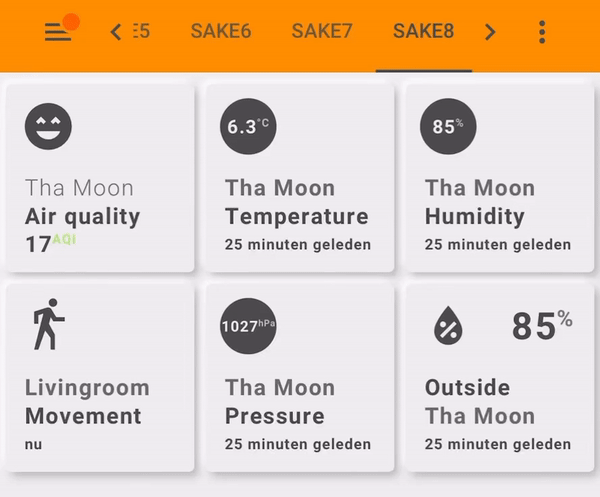 E5 SAKE6 SAKE7 SAKE8
Tha Moon
Air quality
17 AQI
6.3 °C
Tha Moon
Temperature
25 minuten geleden
85%
Tha Moon
Humidity
25 minuten geleden
Livingroom
Movement
nu
1027 hPa
Tha Moon
Pressure
25 minuten geleden
85%
Outside
Tha Moon
25 minuten geleden